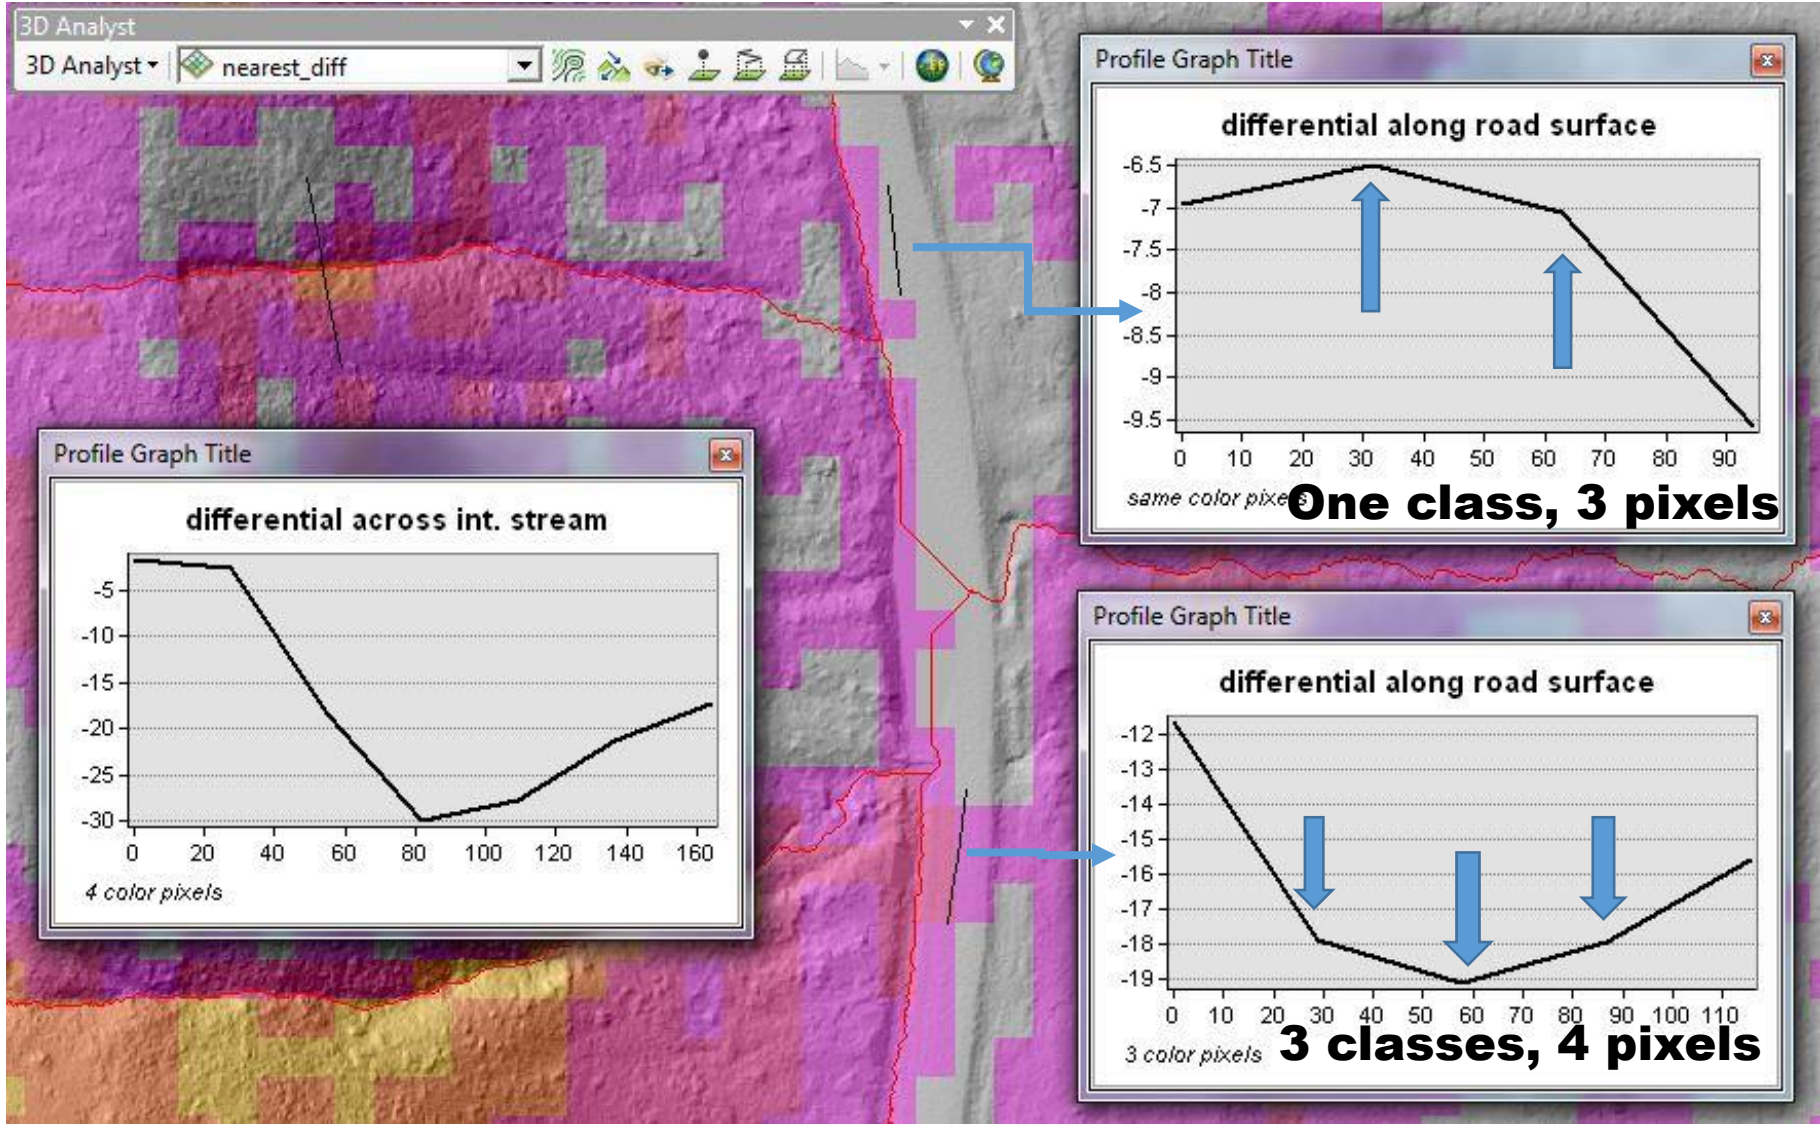 3D Analyst
3D Analyst
nearest_diff
Profile Graph Title
differential along road surface
-6.5
-7
-7.5
-8
-8.5
-9
-9.5
0 10 20 30 40 50 60 70 80 90
same color pixels
One class, 3 pixels
Profile Graph Title
differential across int. stream
-5
-10
-15
-20
-25
-30
0 20 40 60 80 100 120 140 160
4 color pixels
Profile Graph Title
differential along road surface
-12
-13
-14
-15
-16
-17
-18
-19
0 10 20 30 40 50 60 70 80 90 100 110
3 color pixels
3 classes, 4 pixels